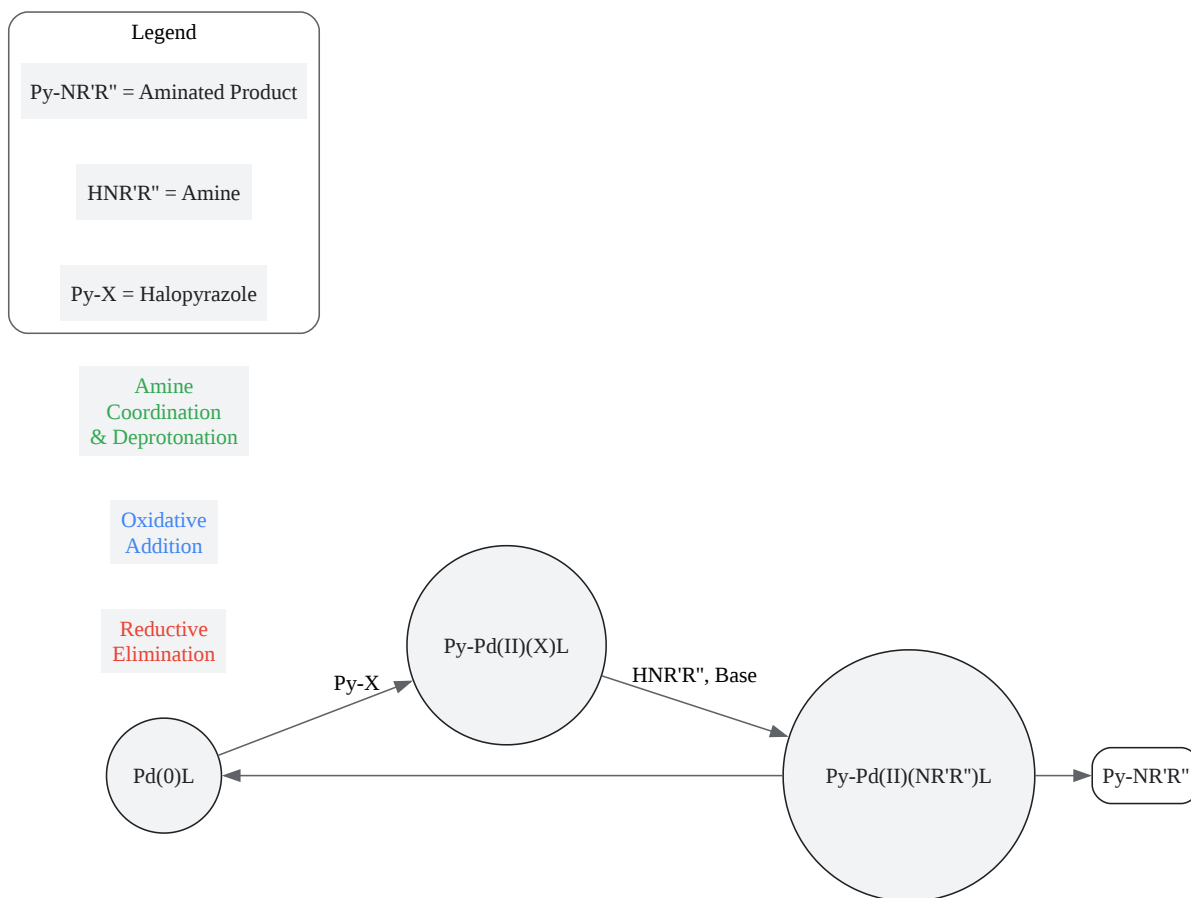 Legend
Py-NR'R" = Aminated Product
HNR'R" = Amine
Py-X = Halopyrazole
Amine
Coordination
& Deprotonation
Oxidative
Addition
Reductive
Elimination
Py-X
Py-Pd(II)(X)L
HNR'R", Base
Pd(0)L
Py-Pd(II)(NR'R")L
Py-NR'R"